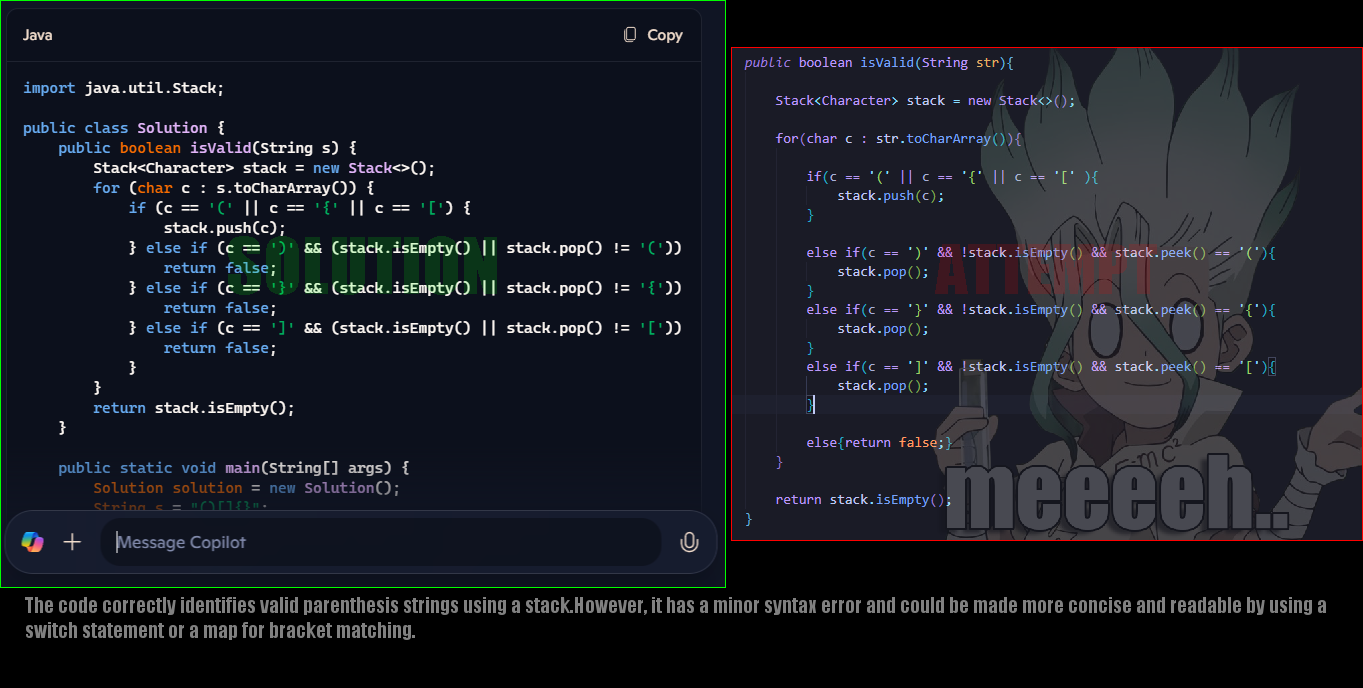 Java
Copy
import java.util.Stack;
public class Solution {
public boolean isValid(String s) {
Stack<Character> stack = new Stack<>();
for (char c : s.toCharArray()) {
if (c == '(' || c == '{' || c == '[') {
stack.push(c);
} else if (c == ')' && (stack.isEmpty() || stack.pop() != '('))
return false;
} else if (c == '}' && (stack.isEmpty() || stack.pop() != '{'))
return false;
} else if (c == ']' && (stack.isEmpty() || stack.pop() != '['))
return false;
}
}
return stack.isEmpty();
}
public static void main(String[] args) {
Solution solution = new Solution();
String s = "()[]{}";
SOLUTION
Message Copilot
public boolean isValid(String str){
Stack<Character> stack = new Stack<>();
for(char c : str.toCharArray()){
if(c == '(' || c == '{' || c == '[' ){
stack.push(c);
}
else if(c == ')' && !stack.isEmpty() && stack.peek() == '('){
stack.pop();
}
else if(c == '}' && !stack.isEmpty() && stack.peek() == '{'){
stack.pop();
}
else if(c == ']' && !stack.isEmpty() && stack.peek() == '['){
stack.pop();
}
else{return false;}
}
return stack.isEmpty();
}
ATTEMPT
E=mc²
meeeeh..
The code correctly identifies valid parenthesis strings using a stack.However, it has a minor syntax error and could be made more concise and readable by using a
switch statement or a map for bracket matching.